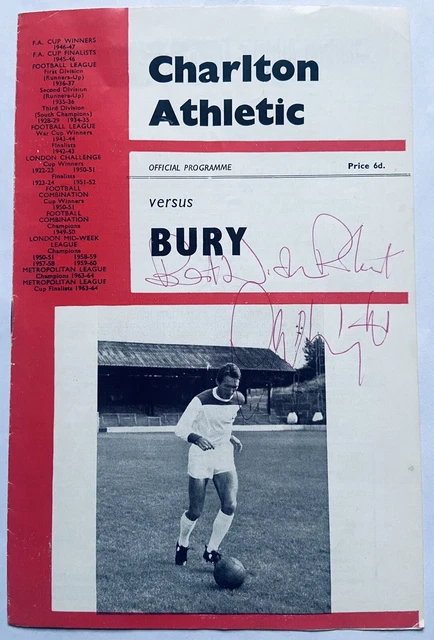 F.A. CUP WINNERS
1946-47
F.A. CUP FINALISTS
1945-46
FOOTBALL LEAGUE
First Division
(Runners-Up)
1936-37
Second Division
(Runners-Up)
1935-36
Third Division
(South Champions)
1928-29 1934-35
FOOTBALL LEAGUE
War Cup Winners
1943-44
Finalists
1942-43
LONDON CHALLENGE
Cup Winners
1922-23 1950-51
Finalists
1923-24 1951-52
FOOTBALL
COMBINATION
Cup Winners
1950-51
FOOTBALL
COMBINATION
Champions
1949-50
LONDON MID-WEEK
LEAGUE
Champions
1950-51 1958-59
1957-58 1959-60
METROPOLITAN LEAGUE
Champions 1963-64
METROPOLITAN LEAGUE
Cup Finalists 1963-64
Charlton
Athletic
OFFICIAL PROGRAMME Price 6d.
versus
BURY
Best Wishes